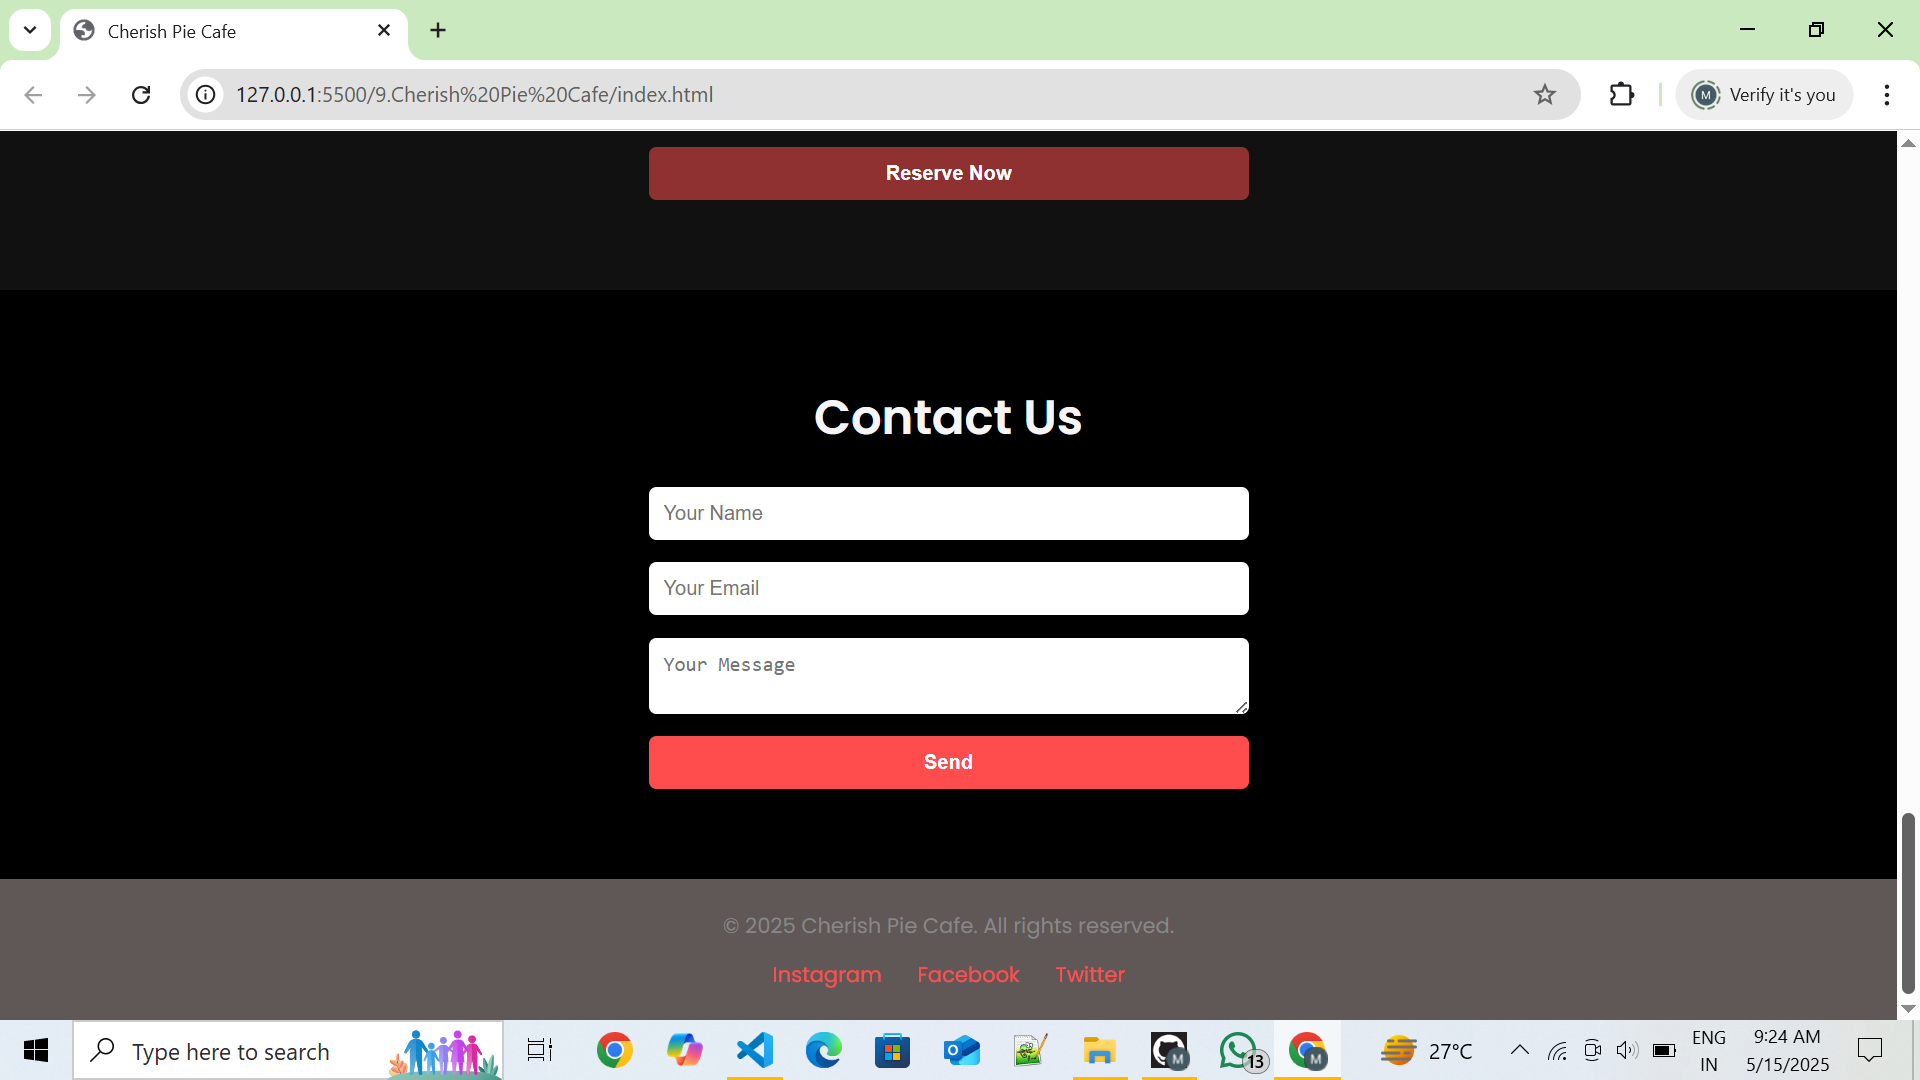 Cherish Pie Cafe
127.0.0.1:5500/9.Cherish%20Pie%20Cafe/index.html
M
Verify it's you
Reserve Now
Contact Us
Your Name
Your Email
Your Message
Send
© 2025 Cherish Pie Cafe. All rights reserved.
Instagram Facebook Twitter
Type here to search
M
13
M
27°C
ENG
IN
9:24 AM
5/15/2025